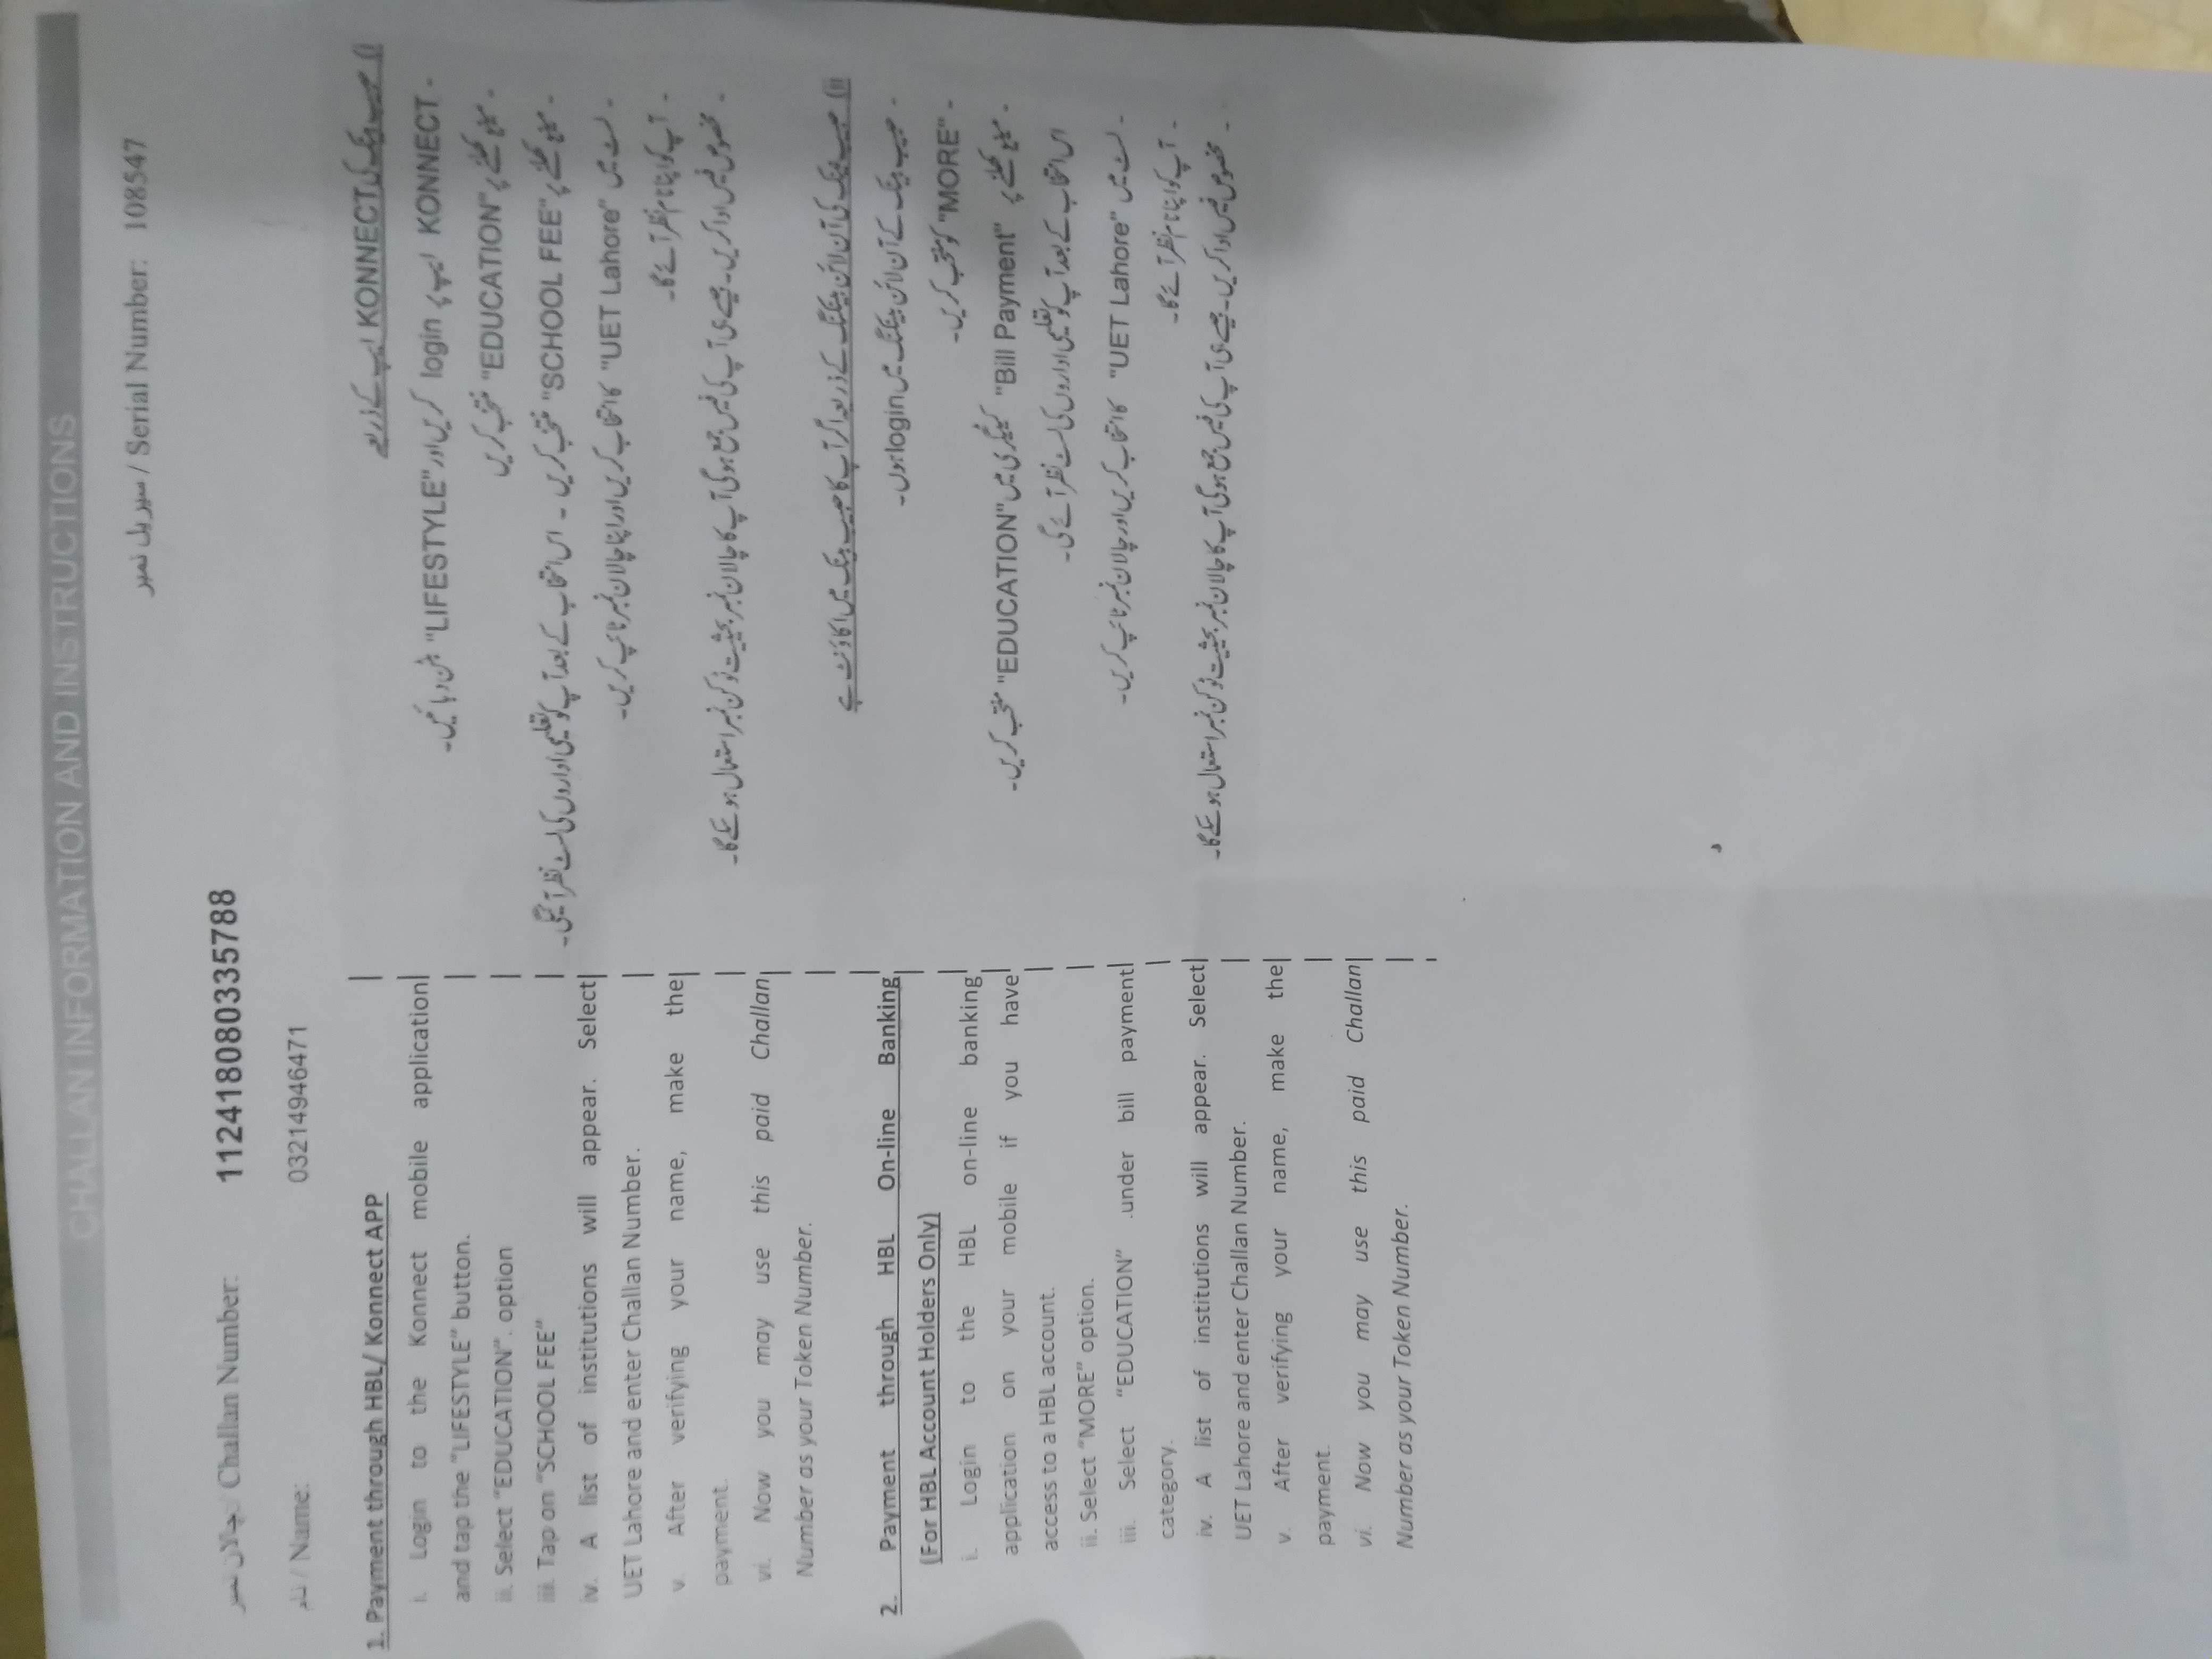 CHALLAN INFORMATION AND INSTRUCTIONS
سیریل نمبر / Serial Number: 108547
چالان نمبر / Challan Number: 112418080335788
نام / Name: 03214946471
1. Payment through HBL/ Konnect APP
i. Login to the Konnect mobile application
and tap the "LIFESTYLE" button.
ii. Select "EDUCATION". option
iii. Tap on "SCHOOL FEE"
iv. A list of institutions will appear. Select
UET Lahore and enter Challan Number.
v. After verifying your name, make the
payment.
vi. Now you may use this paid Challan
Number as your Token Number.
2. Payment through HBL On-line Banking
(For HBL Account Holders Only)
i. Login to the HBL on-line banking
application on your mobile if you have
access to a HBL account.
ii. Select "MORE" option.
iii. Select "EDUCATION" .under bill payment
category.
iv. A list of institutions will appear. Select
UET Lahore and enter Challan Number.
v. After verifying your name, make the
payment.
vi. Now you may use this paid Challan
Number as your Token Number.
i) حبیب بینک کی KONNECT ایپ کے ذریعے
- KONNECT ایپ پر login کریں اور "LIFESTYLE" بٹن دبائیں۔
- مینیو کھلنے پر "EDUCATION" منتخب کریں
- مینیو کھلنے پر "SCHOOL FEE" منتخب کریں ۔ اس انتخاب کے بعد آپ کو تعلیمی اداروں کی لسٹ نظر آئیگی۔
- لسٹ میں "UET Lahore" کا انتخاب کریں اور اپنا چالان نمبر ٹائپ کریں۔
- آپ کو اپنا نام نظر آئے گا۔
- مخصوص فیس ادا کریں۔ جیسے ہی آپ کی فیس جمع ہوگی آپ کا چالان نمبر بحیثیت ٹوکن نمبر استعمال ہو سکے گا۔
ii) حبیب بینک کی آن لائن بینکنگ کے ذریعہ اگر آپ کا حبیب بینک میں اکاؤنٹ ہے
- حبیب بینک کے آن لائن بینکنگ میں login ہوں۔
- "MORE" کو منتخب کریں۔
- مینیو کھلنے پر "Bill Payment" کیٹیگری میں "EDUCATION" منتخب کریں۔
اس انتخاب کے بعد آپ کو تعلیمی اداروں کی لسٹ نظر آئے گی۔
- لسٹ میں "UET Lahore" کا انتخاب کریں اور چالان نمبر ٹائپ کریں۔
- آپ کو اپنا نام نظر آئے گا۔
- مخصوص فیس ادا کریں۔ جیسے ہی آپ کی فیس جمع ہوگی آپ کا چالان نمبر بحیثیت ٹوکن نمبر استعمال ہو سکے گا۔